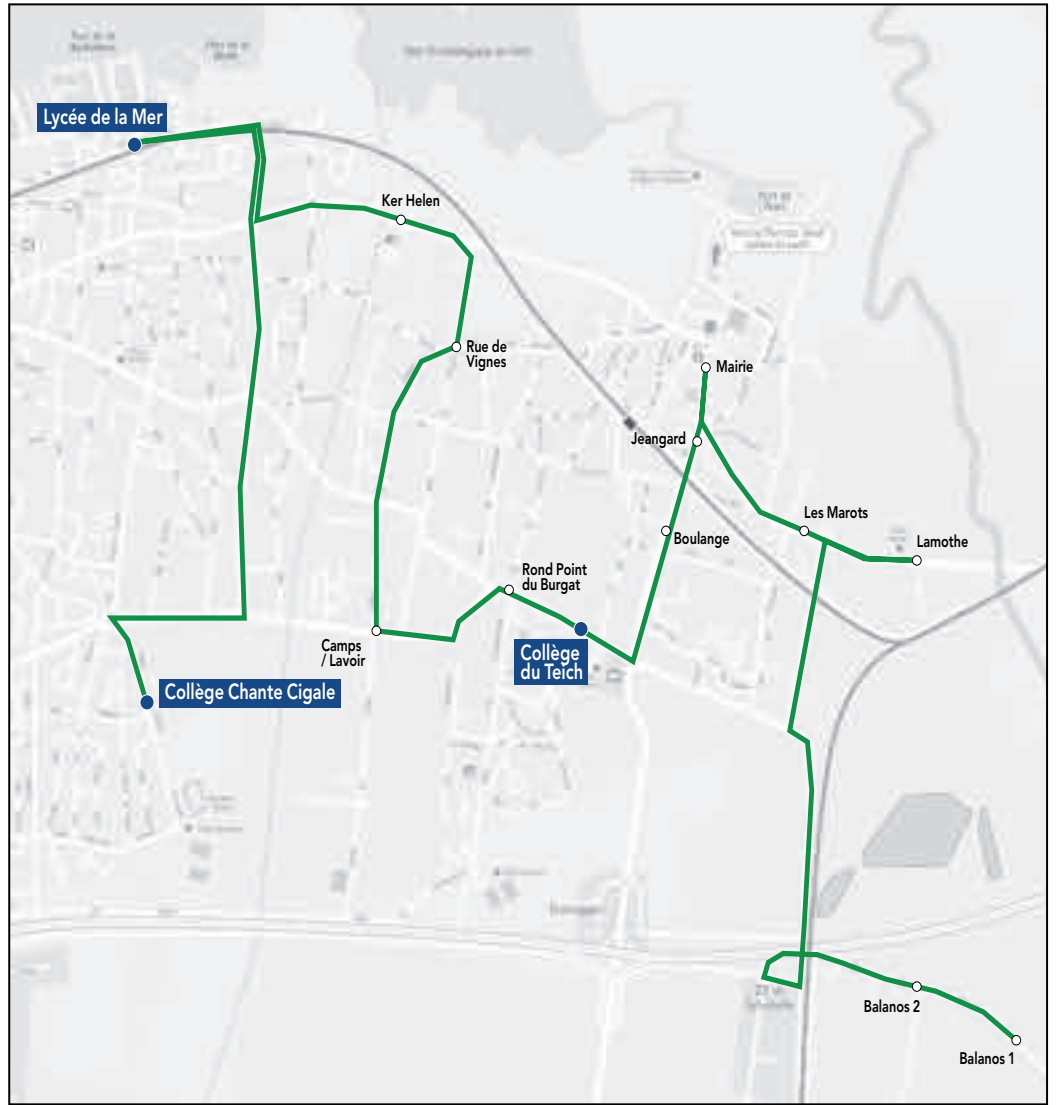 Lycée de la Mer
Ker Helen
Rue de
Vignes
Mairie
Jeangard
Les Marots
Boulange
Lamothe
Rond Point
du Burgat
Camps
/ Lavoir
Collège
du Teich
Collège Chante Cigale
Balanos 2
Balanos 1